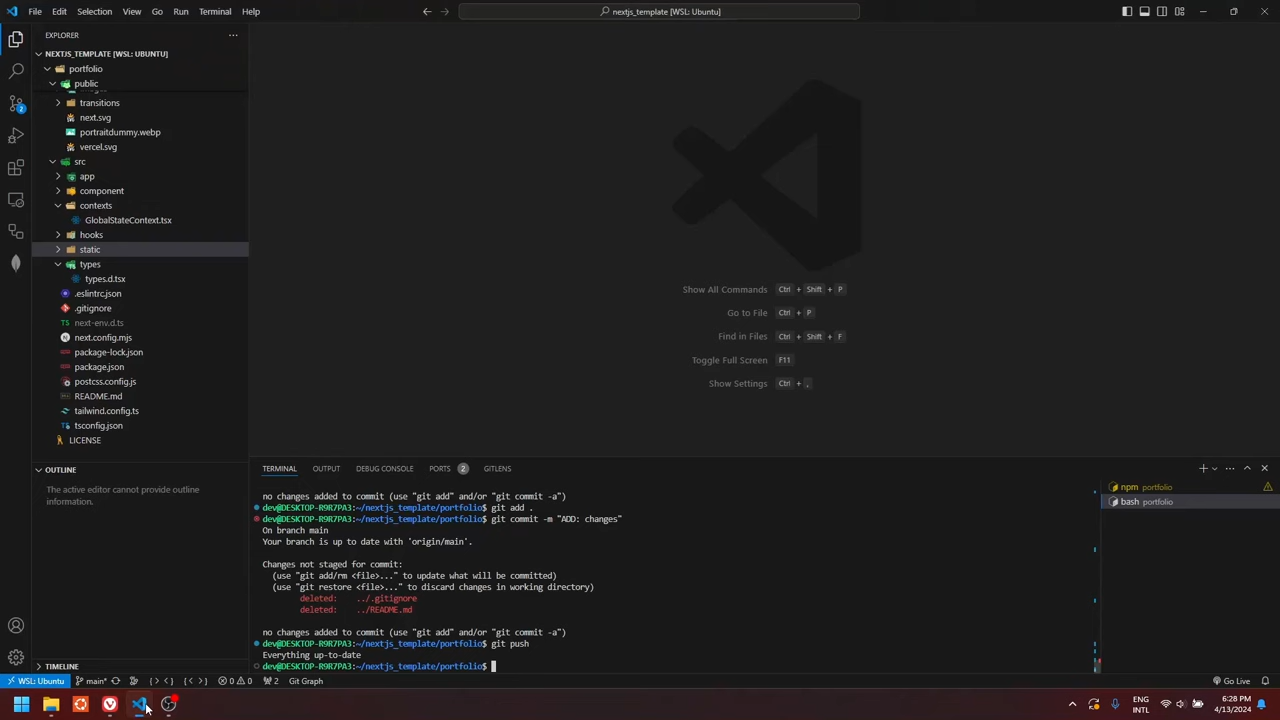 File Edit Selection View Go Run Terminal Help
nextjs_template [WSL: Ubuntu]
EXPLORER
NEXTJS_TEMPLATE [WSL: UBUNTU]
portfolio
public
transitions
next.svg
portraitdummy.webp
vercel.svg
src
app
component
contexts
GlobalStateContext.tsx
hooks
static
types
types.d.tsx
.eslintrc.json
.gitignore
next-env.d.ts
next.config.mjs
package-lock.json
package.json
postcss.config.js
README.md
tailwind.config.ts
tsconfig.json
LICENSE
OUTLINE
The active editor cannot provide outline
information.
TIMELINE
2
Show All Commands Ctrl + Shift + P
Go to File Ctrl + P
Find in Files Ctrl + Shift + F
Toggle Full Screen F11
Show Settings Ctrl + ,
TERMINAL OUTPUT DEBUG CONSOLE PORTS 2 GITLENS
no changes added to commit (use "git add" and/or "git commit -a")
dev@DESKTOP-R9R7PA3:~/nextjs_template/portfolio$ git add .
dev@DESKTOP-R9R7PA3:~/nextjs_template/portfolio$ git commit -m "ADD: changes"
On branch main
Your branch is up to date with 'origin/main'.
Changes not staged for commit:
(use "git add/rm <file>..." to update what will be committed)
(use "git restore <file>..." to discard changes in working directory)
deleted: ../.gitignore
deleted: ../README.md
no changes added to commit (use "git add" and/or "git commit -a")
dev@DESKTOP-R9R7PA3:~/nextjs_template/portfolio$ git push
Everything up-to-date
dev@DESKTOP-R9R7PA3:~/nextjs_template/portfolio$
npm portfolio
bash portfolio
WSL: Ubuntu main* 0 0 2 Git Graph Go Live
ENG
INTL
6:28 PM
4/13/2024